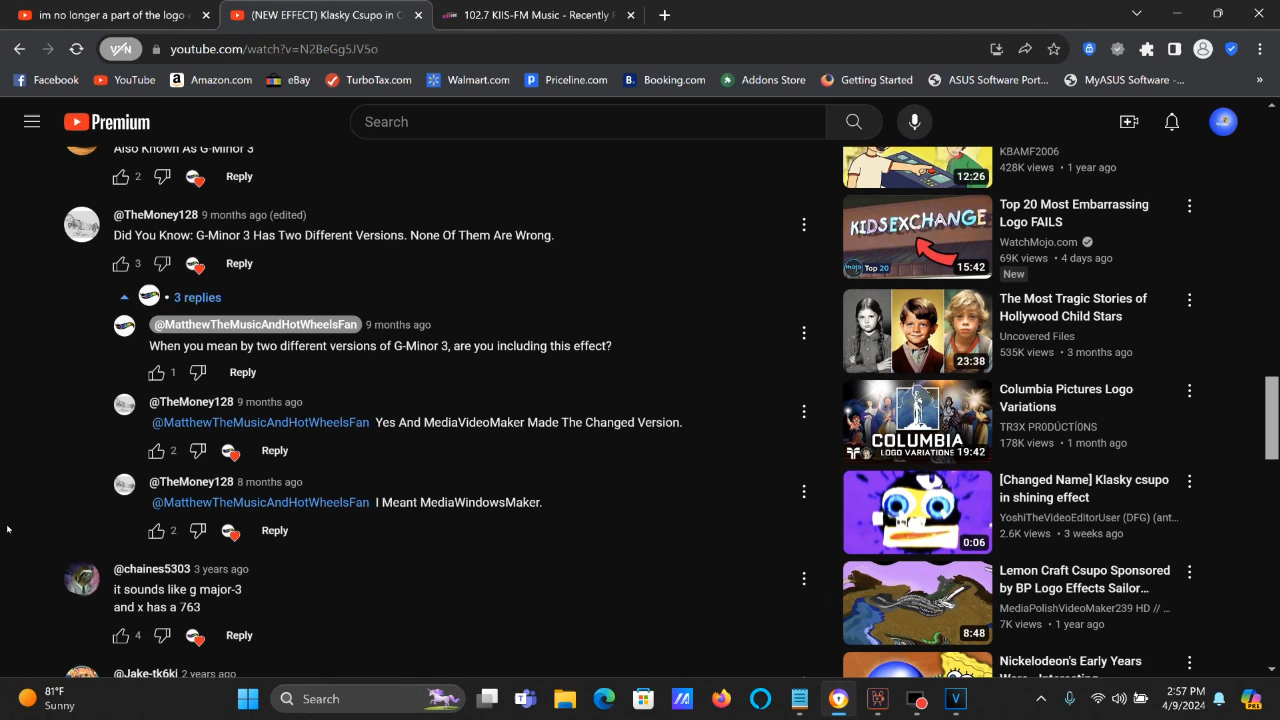 im no longer a part of the logo
(NEW EFFECT) Klasky Csupo in G
102.7 KIIS-FM Music - Recently P
youtube.com/watch?v=N2BeGg5JV5o
Facebook
YouTube
Amazon.com
eBay
TurboTax.com
Walmart.com
Priceline.com
Booking.com
Addons Store
Getting Started
ASUS Software Port...
MyASUS Software -...
Premium
Search
Also Known As G-Minor 3
2
Reply
@TheMoney128 9 months ago (edited)
Did You Know: G-Minor 3 Has Two Different Versions. None Of Them Are Wrong.
3
Reply
3 replies
@MatthewTheMusicAndHotWheelsFan 9 months ago
When you mean by two different versions of G-Minor 3, are you including this effect?
1
Reply
@TheMoney128 9 months ago
@MatthewTheMusicAndHotWheelsFan Yes And MediaVideoMaker Made The Changed Version.
2
Reply
@TheMoney128 8 months ago
@MatthewTheMusicAndHotWheelsFan I Meant MediaWindowsMaker.
2
Reply
@chaines5303 3 years ago
it sounds like g major-3
and x has a 763
4
Reply
@Jake-tk6ki 2 years ago
12:26
KBAMF2006
428K views • 1 year ago
KIDSEXCHANGE
mojo Top 20
15:42
Top 20 Most Embarrassing
Logo FAILS
WatchMojo.com
69K views • 4 days ago
New
23:38
The Most Tragic Stories of
Hollywood Child Stars
Uncovered Files
535K views • 3 months ago
COLUMBIA
LOGO VARIATIONS
19:42
Columbia Pictures Logo
Variations
TR3X PR0DÚCTÍ0NS
178K views • 1 month ago
0:06
[Changed Name] Klasky csupo
in shining effect
YoshiTheVideoEditorUser (DFG) (ant...
2.6K views • 3 weeks ago
8:48
Lemon Craft Csupo Sponsored
by BP Logo Effects Sailor...
MediaPolishVideoMaker239 HD // ...
7K views • 1 year ago
Nickelodeon's Early Years
81°F
Sunny
Search
2:57 PM
4/9/2024